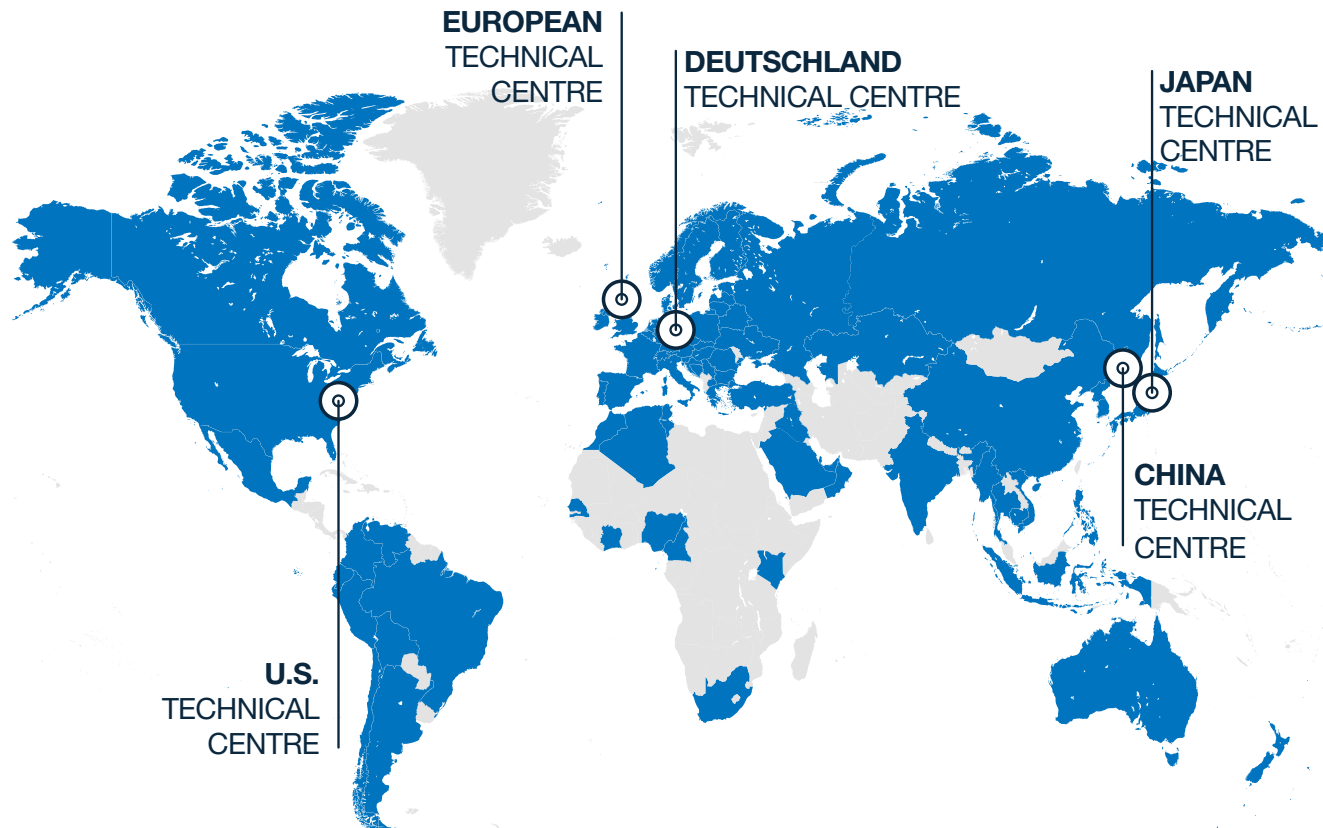 EUROPEAN
TECHNICAL
CENTRE
DEUTSCHLAND
TECHNICAL CENTRE
JAPAN
TECHNICAL
CENTRE
CHINA
TECHNICAL
CENTRE
U.S.
TECHNICAL
CENTRE